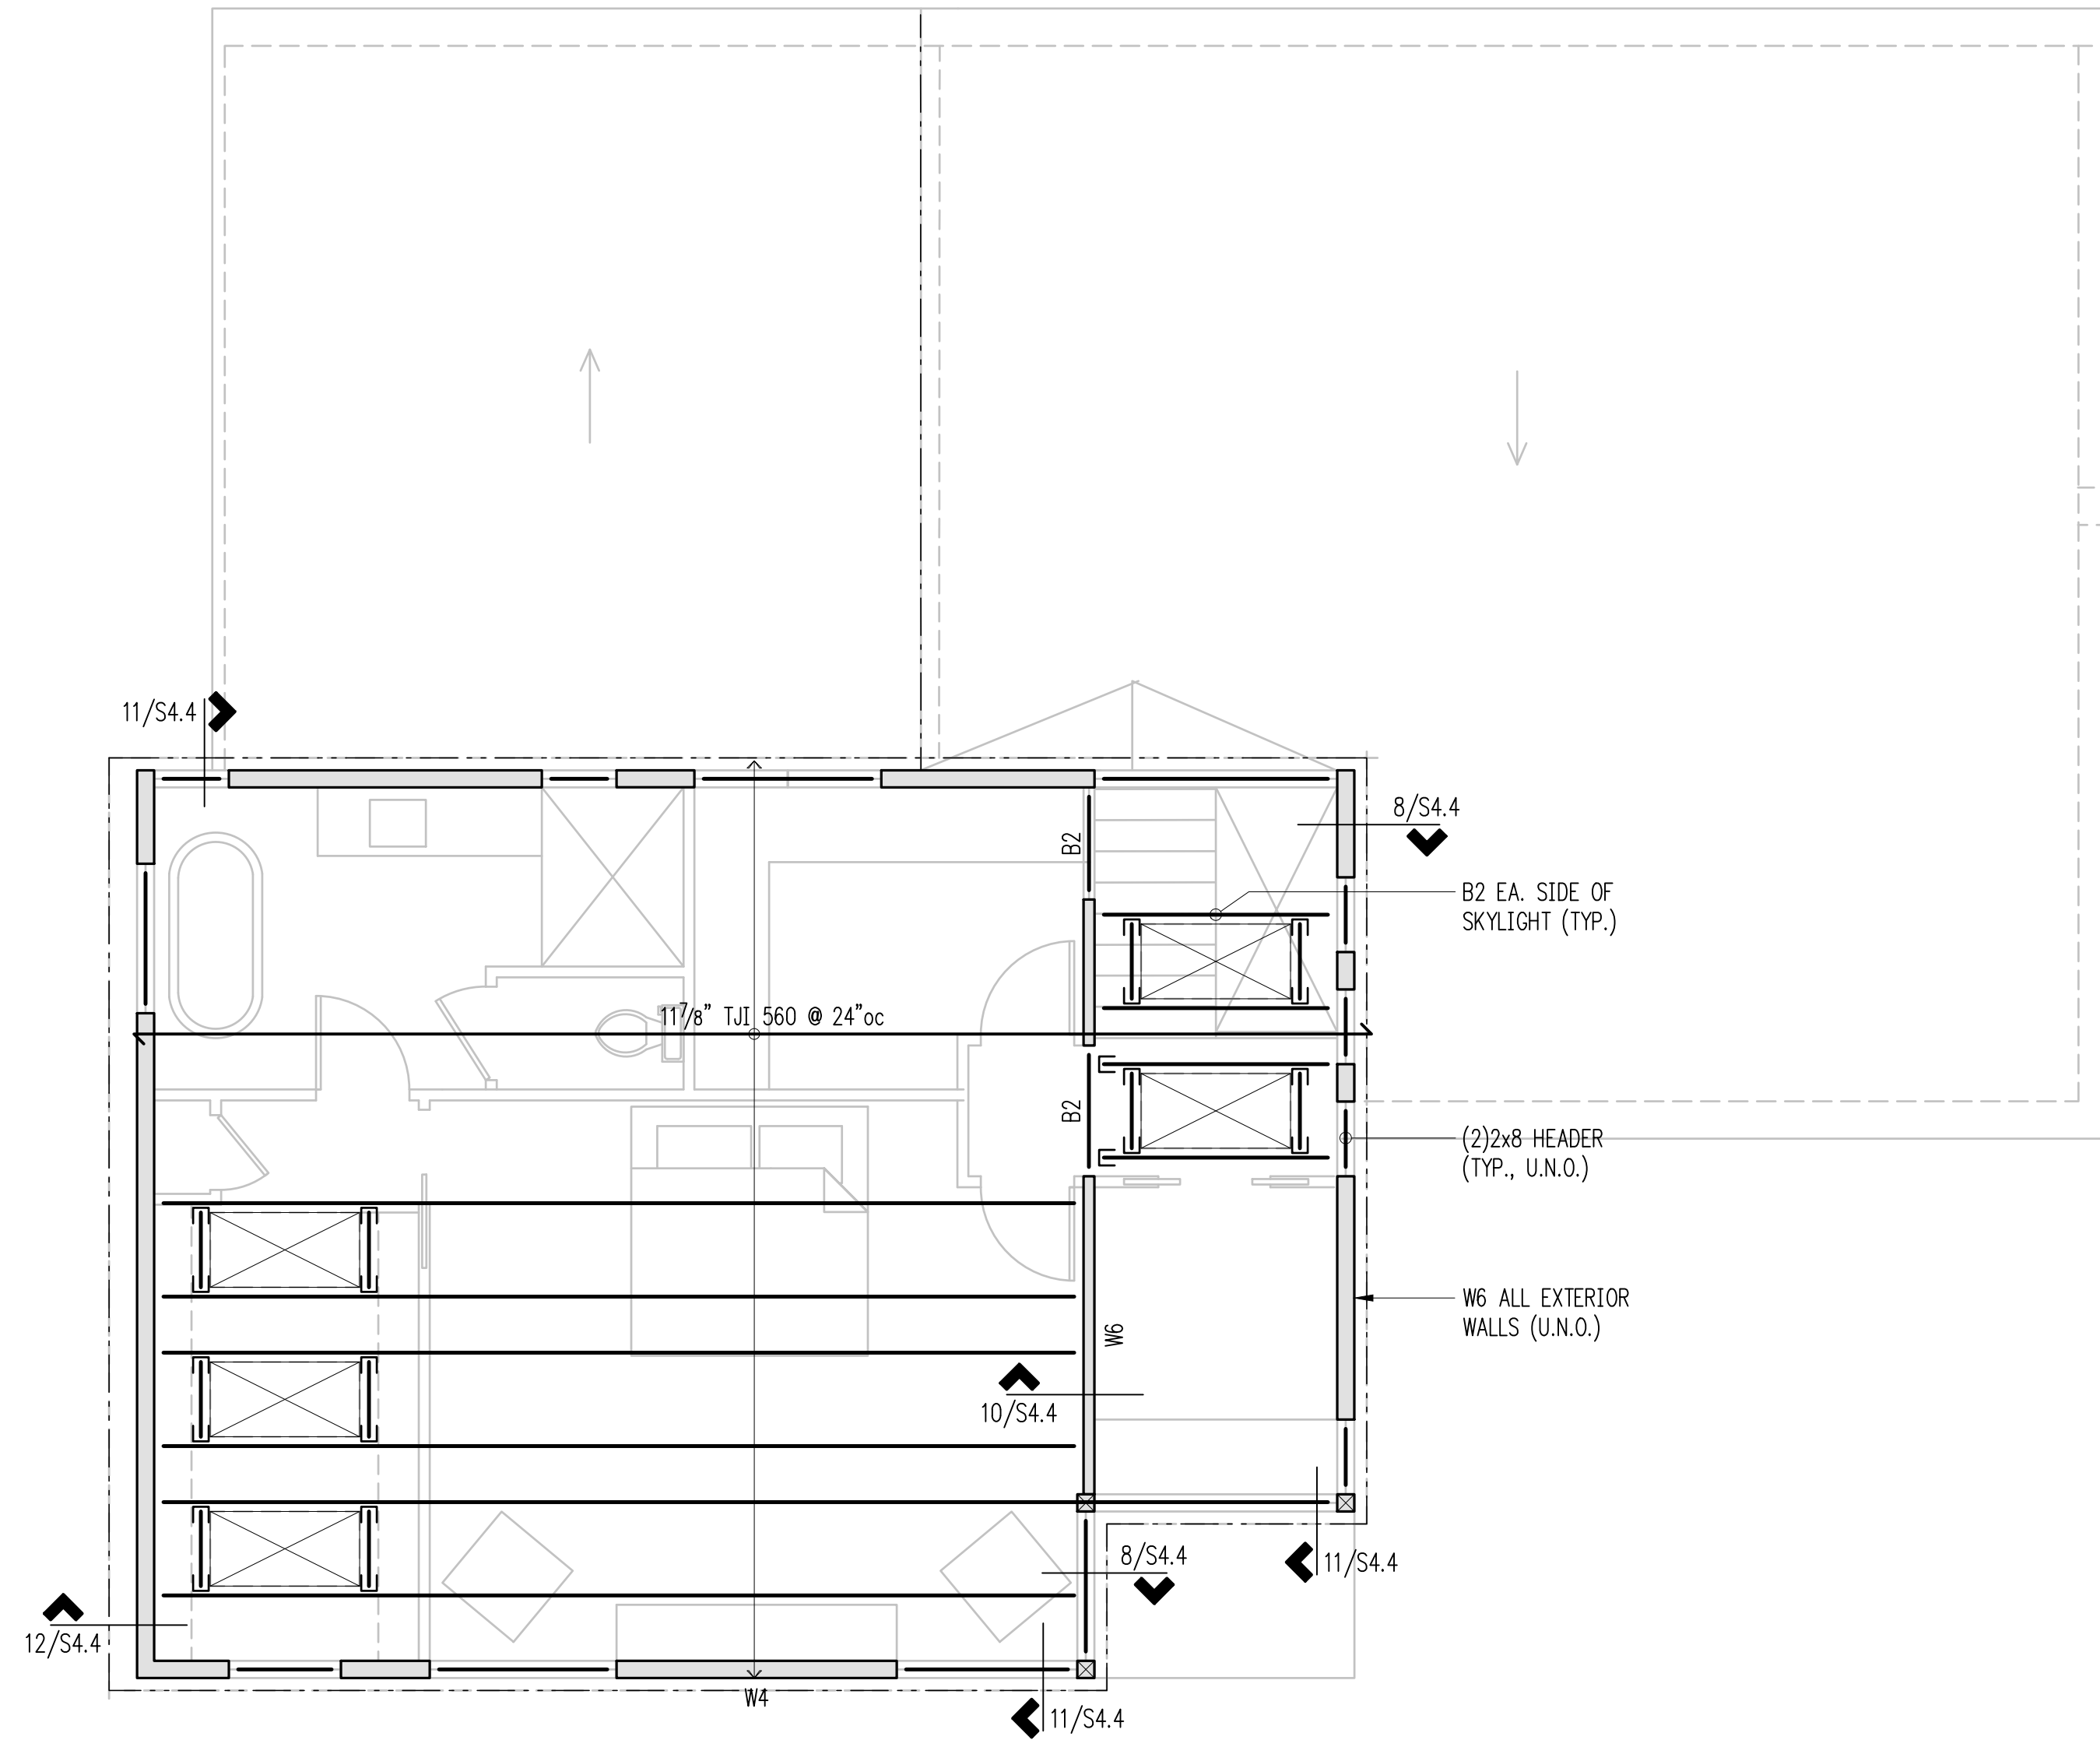 11/S4.4
8/S4.4
B2
B2 EA. SIDE OF
SKYLIGHT (TYP.)
11⅞" TJI 560 @ 24"oc
B2
(2)2x8 HEADER
(TYP., U.N.O.)
W6 ALL EXTERIOR
WALLS (U.N.O.)
W6
10/S4.4
8/S4.4
11/S4.4
12/S4.4
W4
11/S4.4